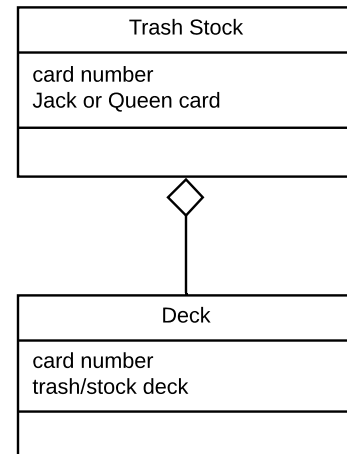 Trash Stock
card number
Jack or Queen card
Deck
card number
trash/stock deck